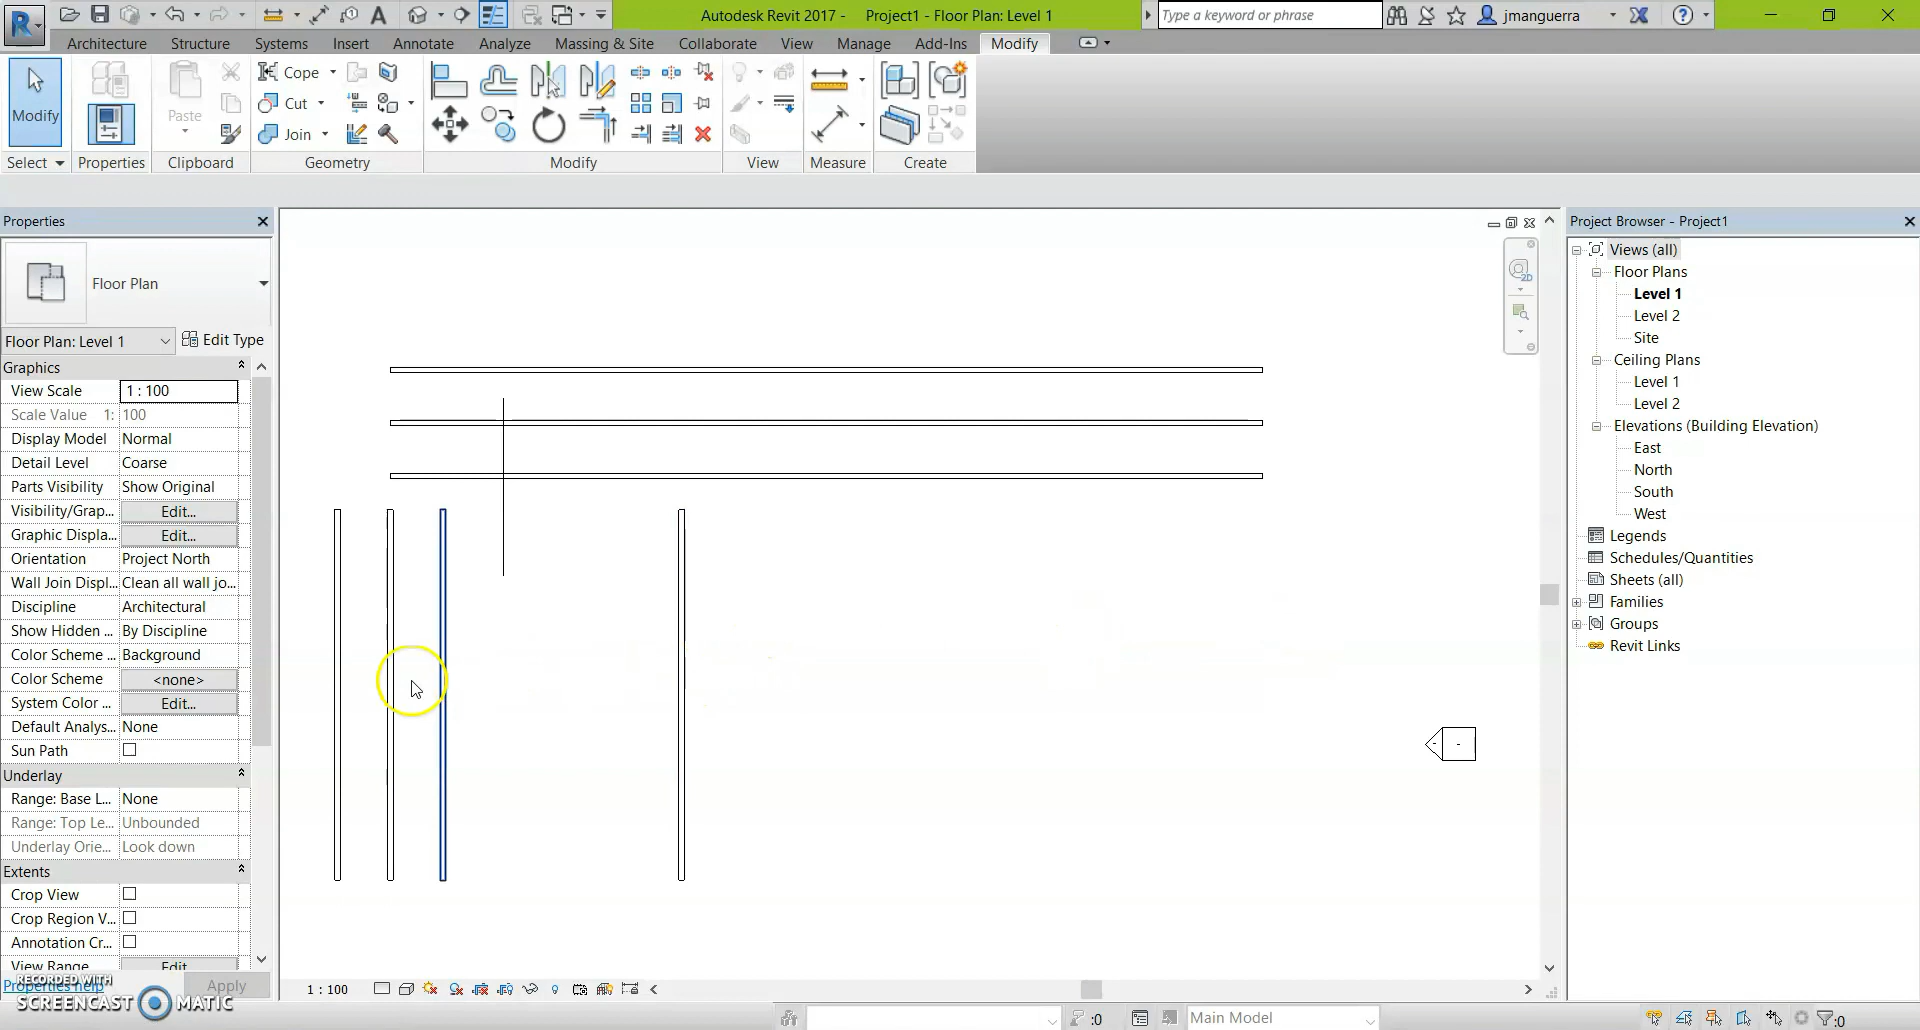 Autodesk Revit 2017 - Project1 - Floor Plan: Level 1
Type a keyword or phrase
jmanguerra
Architecture Structure Systems Insert Annotate Analyze Massing & Site Collaborate View Manage Add-Ins Modify
Modify
Paste
Cope
Cut
Join
Select Properties Clipboard Geometry Modify View Measure Create
Properties
Floor Plan
Floor Plan: Level 1
Edit Type
Graphics
View Scale 1 : 100
Scale Value 1: 100
Display Model Normal
Detail Level Coarse
Parts Visibility Show Original
Visibility/Grap... Edit...
Graphic Displa... Edit...
Orientation Project North
Wall Join Displ... Clean all wall jo...
Discipline Architectural
Show Hidden ... By Discipline
Color Scheme ... Background
Color Scheme <none>
System Color ... Edit...
Default Analys... None
Sun Path
Underlay
Range: Base L... None
Range: Top Le... Unbounded
Underlay Orie... Look down
Extents
Crop View
Crop Region V...
Annotation Cr...
View Range Edit...
Properties help
Apply
RECORDED WITH
SCREENCAST MATIC
1 : 100
:0
Main Model
:0
Project Browser - Project1
Views (all)
Floor Plans
Level 1
Level 2
Site
Ceiling Plans
Level 1
Level 2
Elevations (Building Elevation)
East
North
South
West
Legends
Schedules/Quantities
Sheets (all)
Families
Groups
Revit Links
2D